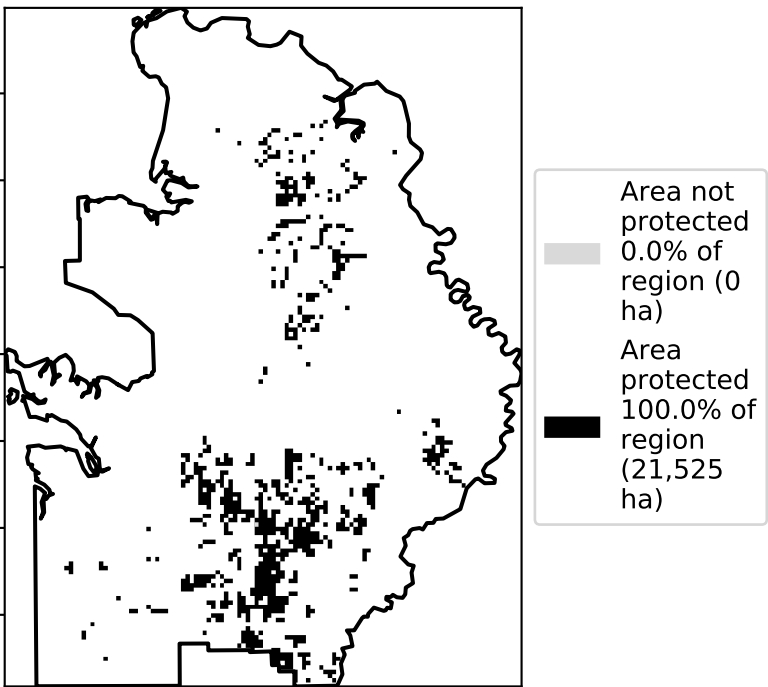 Area not
protected
0.0% of
region (0
ha)
Area
protected
100.0% of
region
(21,525
ha)